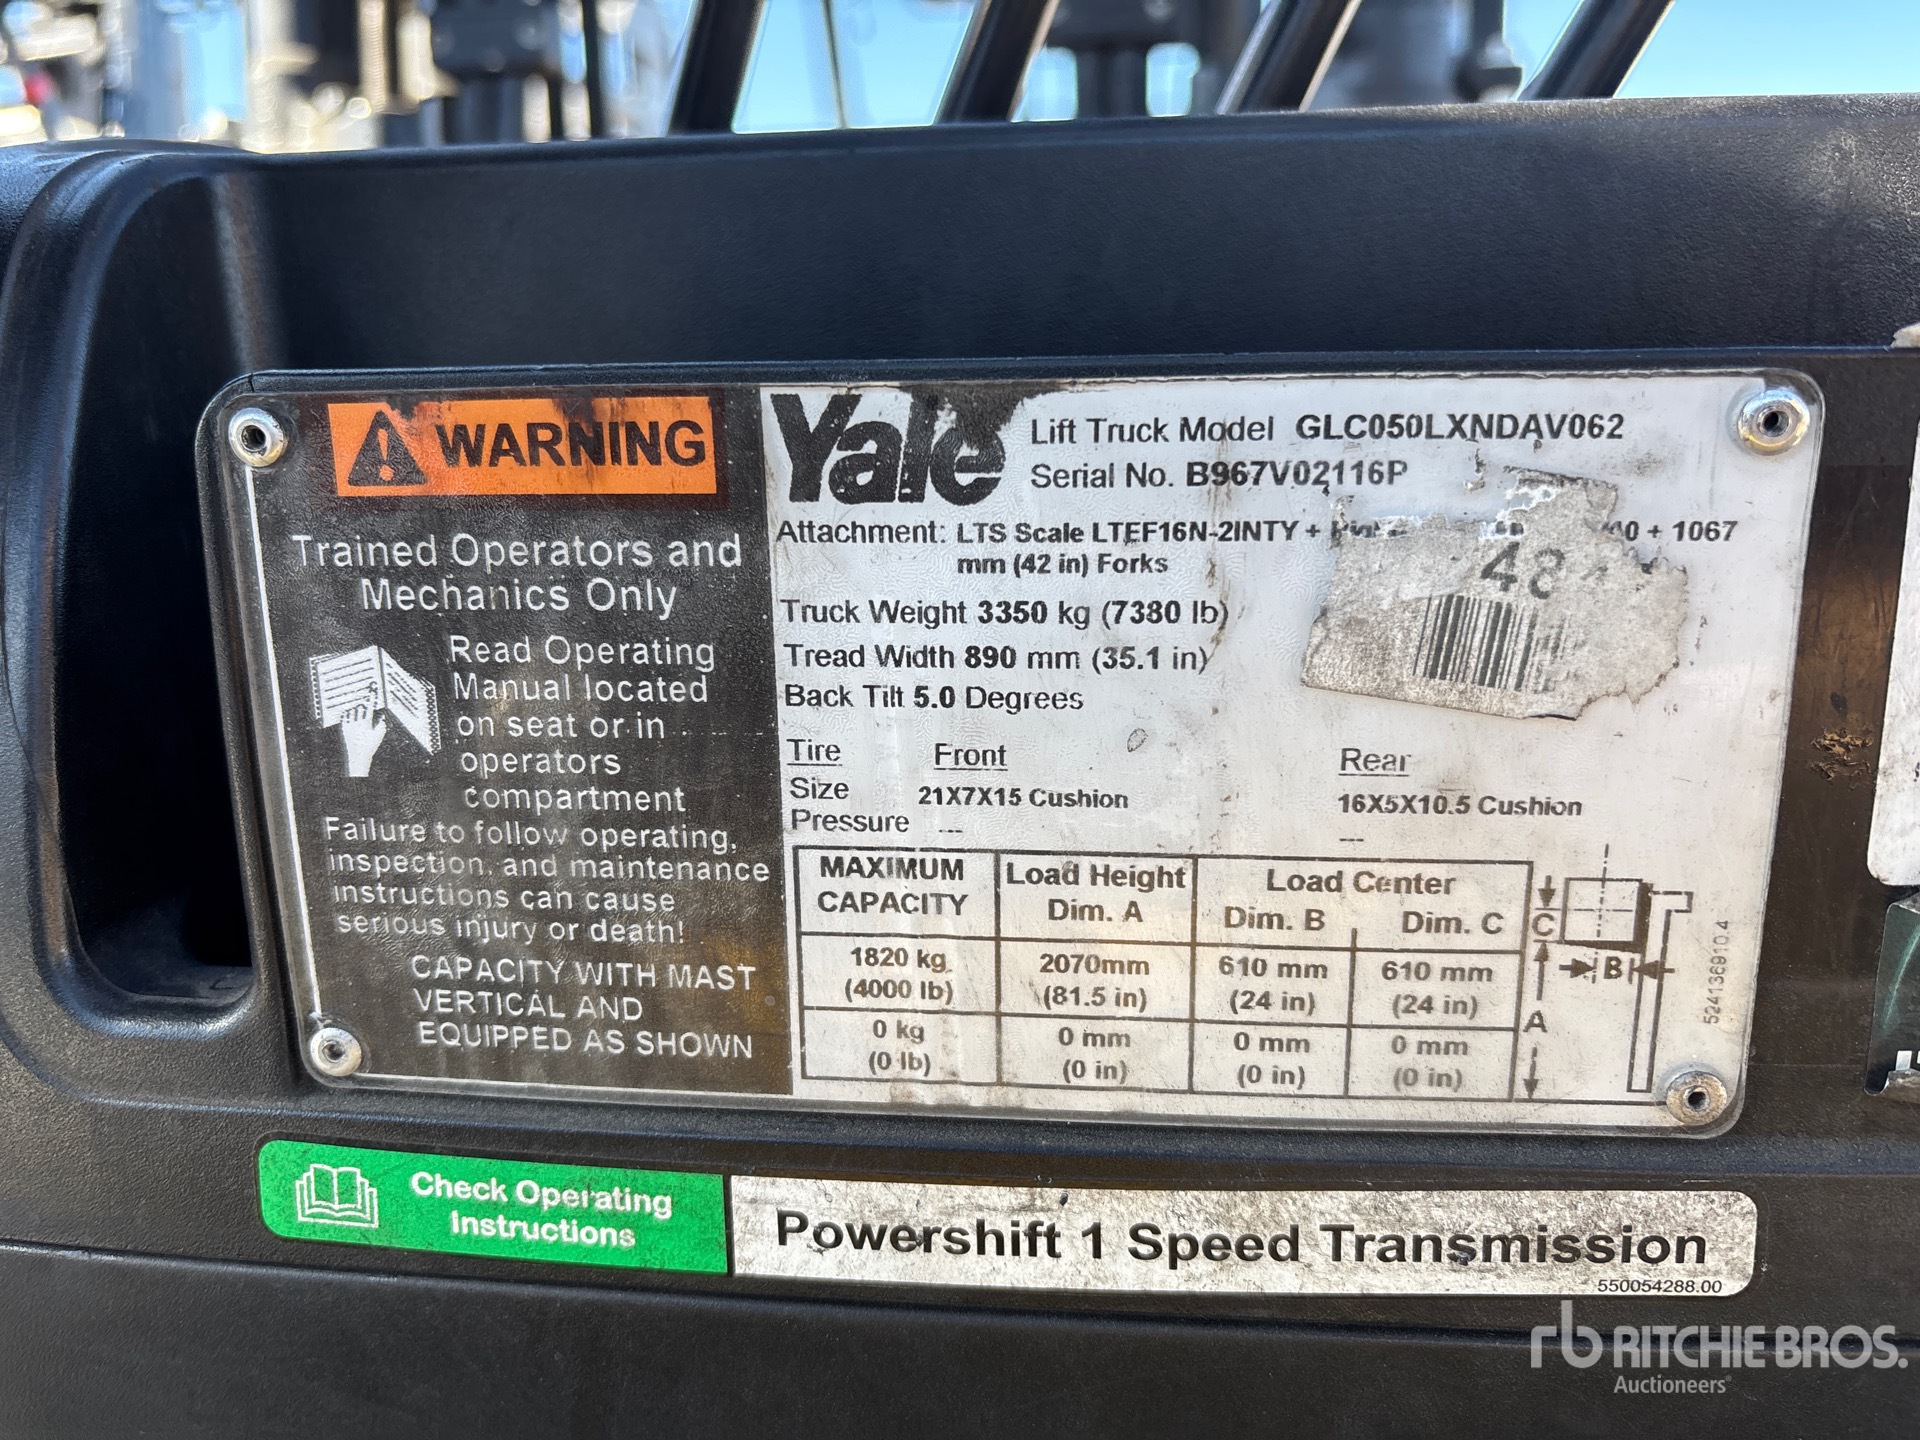 WARNING
Trained Operators and
Mechanics Only
Read Operating
Manual located
on seat or in
operators
compartment
Failure to follow operating,
inspection, and maintenance
instructions can cause
serious injury or death!
CAPACITY WITH MAST
VERTICAL AND
EQUIPPED AS SHOWN
Yale
Lift Truck Model GLC050LXNDAV062
Serial No. B967V02116P
Attachment: LTS Scale LTEF16N-2INTY + + 1067
mm (42 in) Forks
48
Truck Weight 3350 kg (7380 lb)
Tread Width 890 mm (35.1 in)
Back Tilt 5.0 Degrees
Tire Front Rear
Size 21X7X15 Cushion 16X5X10.5 Cushion
Pressure --- ---
MAXIMUM CAPACITY Load Height Dim. A Load Center Dim. B Dim. C
1820 kg (4000 lb) 2070mm (81.5 in) 610 mm (24 in) 610 mm (24 in)
0 kg (0 lb) 0 mm (0 in) 0 mm (0 in) 0 mm (0 in)
C
B
A
524136910.4
Check Operating
Instructions
Powershift 1 Speed Transmission
550054288.00
rb RITCHIE BROS.
Auctioneers